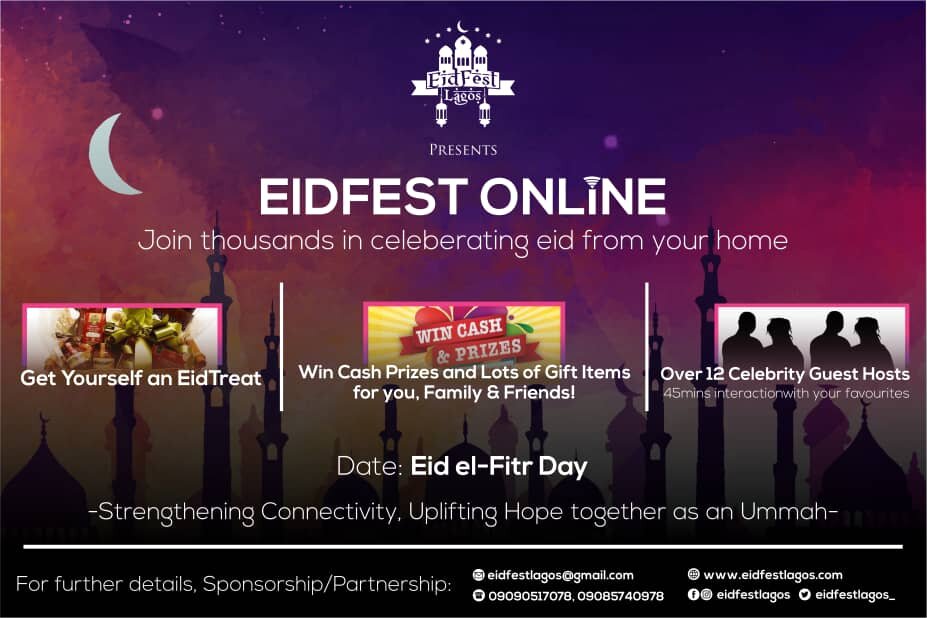 EidFest
Lagos
PRESENTS
EIDFEST ONLINE
Join thousands in celeberating eid from your home
WIN CASH
& PRIZES
Get Yourself an EidTreat
Win Cash Prizes and Lots of Gift Items
for you, Family & Friends!
Over 12 Celebrity Guest Hosts
45mins interactionwith your favourites
Date: Eid el-Fitr Day
-Strengthening Connectivity, Uplifting Hope together as an Ummah-
For further details, Sponsorship/Partnership:
eidfestlagos@gmail.com
09090517078, 09085740978
www.eidfestlagos.com
eidfestlagos eidfestlagos_